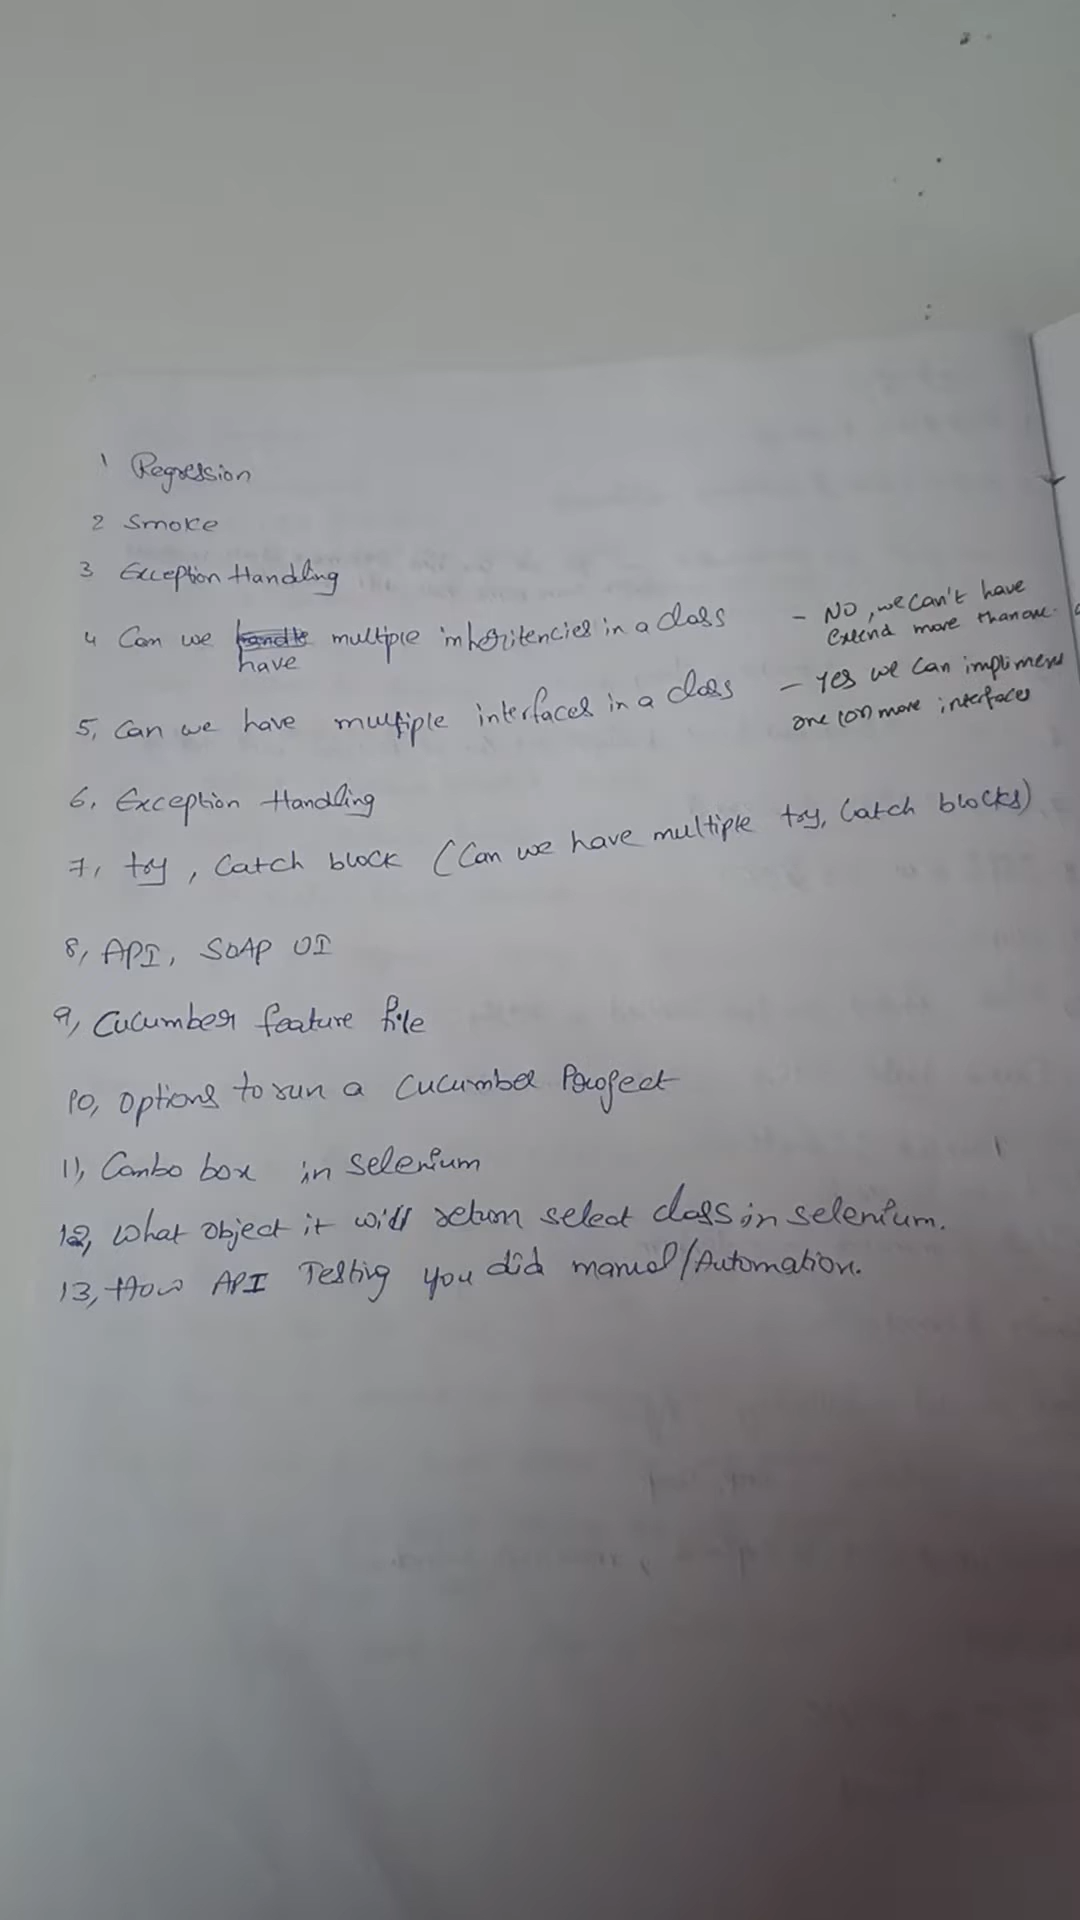 1 Regression
2 Smoke
3 Exception Handling
4 Can we have multiple inheritencies in a class - No, we can't have
extend more than one.
5, Can we have multiple interfaces in a class - Yes we can impliment
one (or) more interfaces
6, Exception Handling
7, try, Catch block (Can we have multiple try, Catch blocks)
8, API, SOAP UI
9, Cucumber feature file
10, Options to run a Cucumber Project
11, Combo box in selenium
12, What object it will return select class in selenium.
13, How API Testing you did manual/Automation.